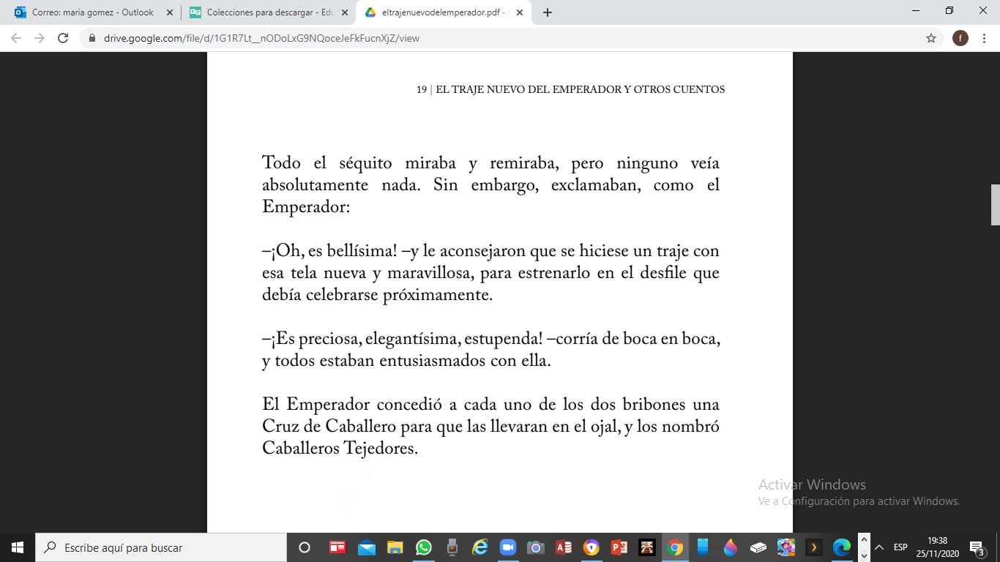 Correo: maria gomez - Outlook
Colecciones para descargar - Edu
eltrajenuevodelemperador.pdf -
drive.google.com/file/d/1G1R7Lt__nODoLxG9NQoceJeFkFucnXjZ/view
f
19 | EL TRAJE NUEVO DEL EMPERADOR Y OTROS CUENTOS
Todo el séquito miraba y remiraba, pero ninguno veía
absolutamente nada. Sin embargo, exclamaban, como el
Emperador:
–¡Oh, es bellísima! –y le aconsejaron que se hiciese un traje con
esa tela nueva y maravillosa, para estrenarlo en el desfile que
debía celebrarse próximamente.
–¡Es preciosa, elegantísima, estupenda! –corría de boca en boca,
y todos estaban entusiasmados con ella.
El Emperador concedió a cada uno de los dos bribones una
Cruz de Caballero para que las llevaran en el ojal, y los nombró
Caballeros Tejedores.
Activar Windows
Ve a Configuración para activar Windows.
Escribe aquí para buscar
ESP
19:38
25/11/2020
3